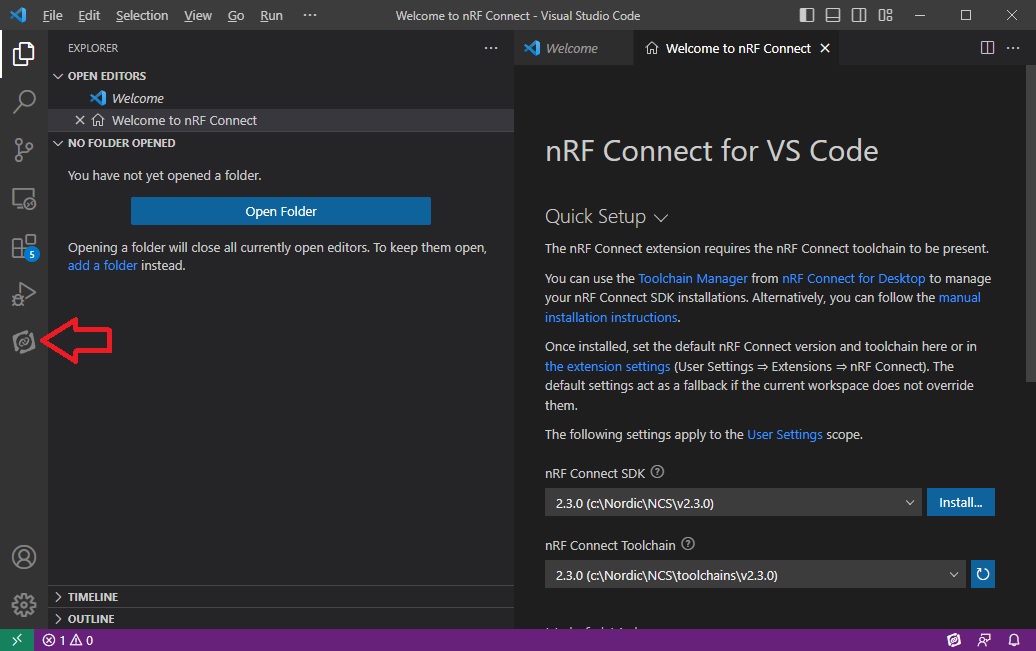 File Edit Selection View Go Run ··· Welcome to nRF Connect - Visual Studio Code
EXPLORER
OPEN EDITORS
Welcome
Welcome to nRF Connect
NO FOLDER OPENED
You have not yet opened a folder.
Open Folder
Opening a folder will close all currently open editors. To keep them open,
add a folder instead.
5
TIMELINE
OUTLINE
Welcome
Welcome to nRF Connect
nRF Connect for VS Code
Quick Setup
The nRF Connect extension requires the nRF Connect toolchain to be present.
You can use the Toolchain Manager from nRF Connect for Desktop to manage
your nRF Connect SDK installations. Alternatively, you can follow the manual
installation instructions.
Once installed, set the default nRF Connect version and toolchain here or in
the extension settings (User Settings ⇒ Extensions ⇒ nRF Connect). The
default settings act as a fallback if the current workspace does not override
them.
The following settings apply to the User Settings scope.
nRF Connect SDK
2.3.0 (c:\Nordic\NCS\v2.3.0)
Install...
nRF Connect Toolchain
2.3.0 (c:\Nordic\NCS\toolchains\v2.3.0)
1 0